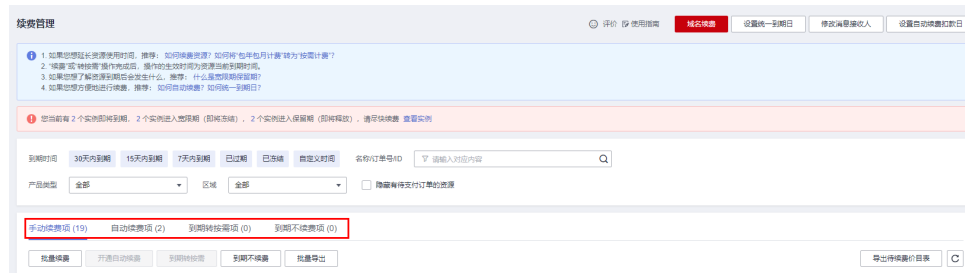 续费管理
评价 使用指南 域名续费 设置统一到期日 修改消息接收人 设置自动续费扣款日
1. 如果您想延长资源使用时间，推荐： 如何续费资源？如何将“包年包月计费”转为“按需计费”？
2. “续费”或“转按需”操作完成后，操作的生效时间为资源当前到期时间。
3. 如果您想了解资源到期后会发生什么，推荐： 什么是宽限期保留期？
4. 如果您想方便地进行续费，推荐： 如何自动续费？如何统一到期日？
您当前有 2 个实例即将到期， 2 个实例进入宽限期（即将冻结）， 2 个实例进入保留期（即将释放），请尽快续费 查看实例
到期时间 30天内到期 15天内到期 7天内到期 已过期 已冻结 自定义时间 名称/订单号/ID 请输入对应内容
产品类型 全部 区域 全部 隐藏有待支付订单的资源
手动续费项 (19) 自动续费项 (2) 到期转按需项 (0) 到期不续费项 (0)
批量续费 开通自动续费 到期转按需 到期不续费 批量导出 导出待续费价目表